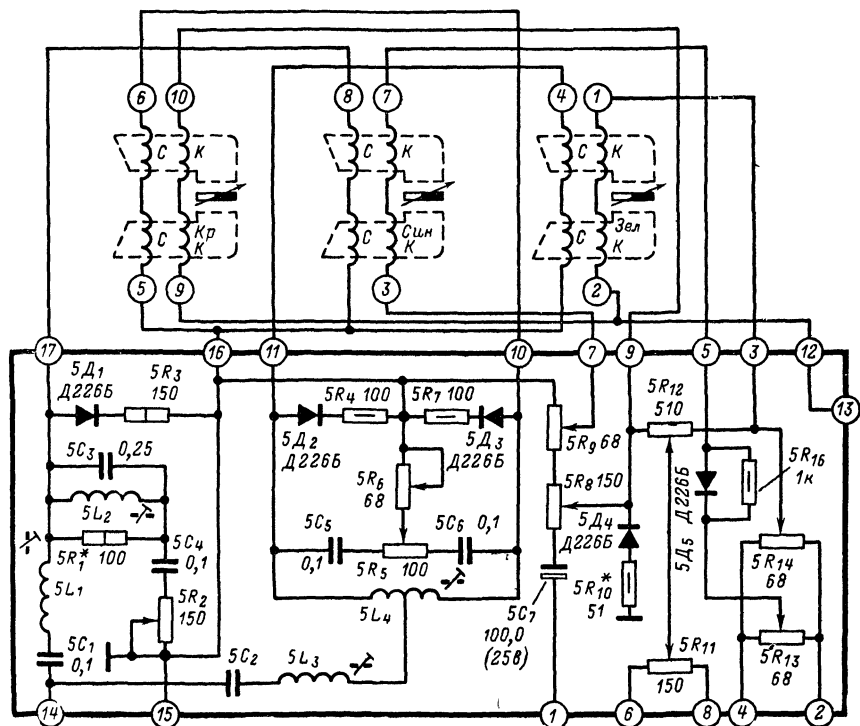 6 10 8 7 4 1
С К С К С К
С Кр К С Син К С Зел К
5 9 3 2
17 16 11 10 7 9 5 3 12
13
5Д1 Д226Б
5R3 150
5C3 0,25
5L2
5R1* 100
5C4 0,1
5L1
5R2 150
5C1 0,1
5Д2 Д226Б
5R4 100
5R7 100
5Д3 Д226Б
5R6 68
5C5 0,1
5R5 100
5C6 0,1
5L4
5C2
5L3
5R9 68
5R8 150
5Д4 Д226Б
5C7 100,0 (25в)
5R10* 51
5R12 510
Д226Б 5Д5
5R16 1к
5R14 68
5R13 68
5R11 150
14 15 1 6 8 4 2